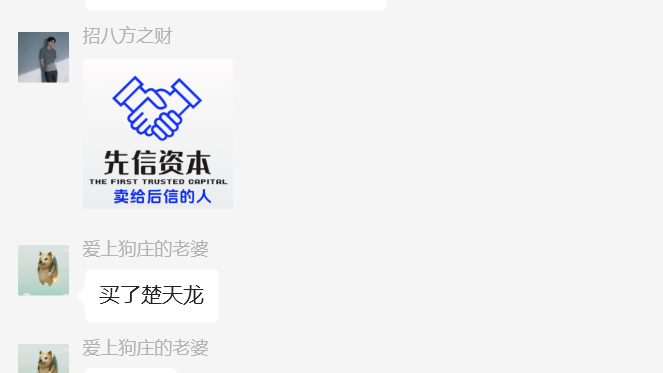 招八方之财
先信资本
THE FIRST TRUSTED CAPITAL
卖给后信的人
爱上狗庄的老婆
买了楚天龙
爱上狗庄的老婆